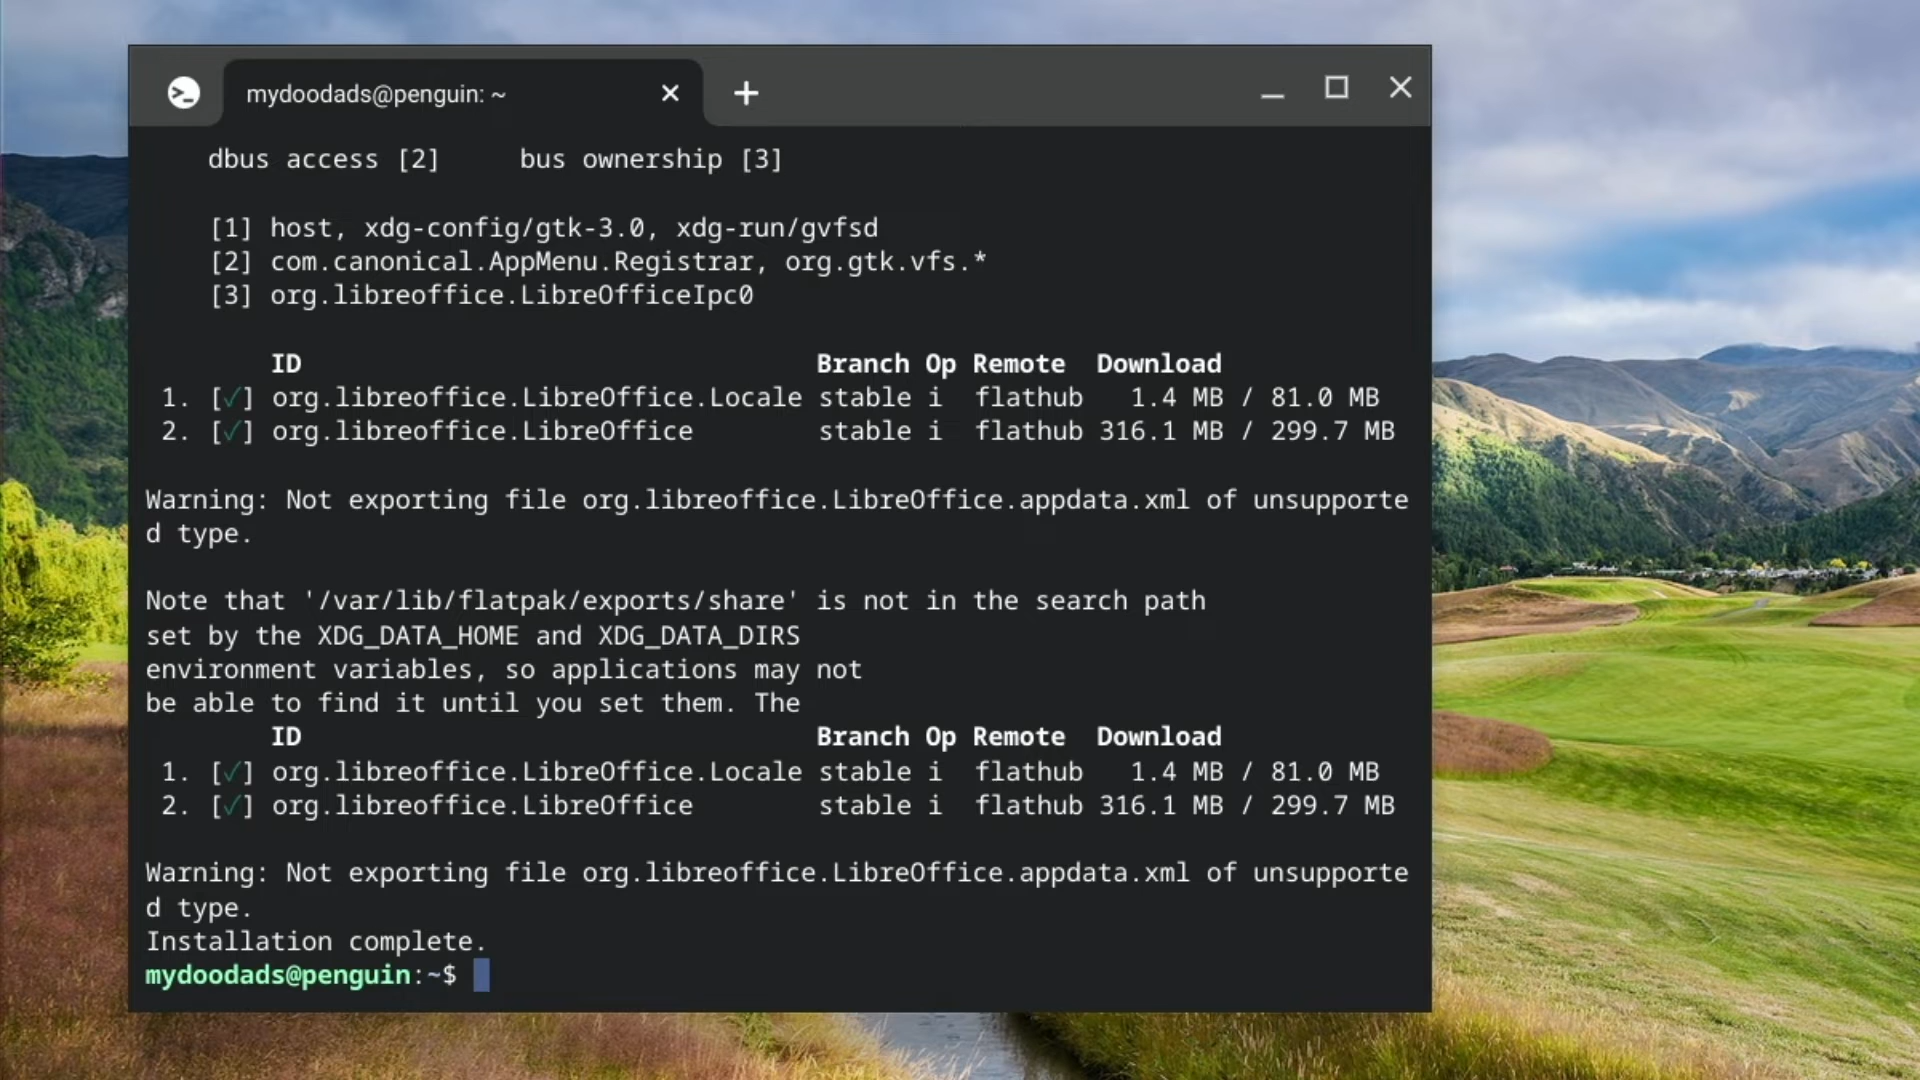 mydoodads@penguin: ~
dbus access [2]     bus ownership [3]
[1] host, xdg-config/gtk-3.0, xdg-run/gvfsd
[2] com.canonical.AppMenu.Registrar, org.gtk.vfs.*
[3] org.libreoffice.LibreOfficeIpc0
ID Branch Op Remote Download
1. [✓] org.libreoffice.LibreOffice.Locale stable i flathub 1.4 MB / 81.0 MB
2. [✓] org.libreoffice.LibreOffice stable i flathub 316.1 MB / 299.7 MB
Warning: Not exporting file org.libreoffice.LibreOffice.appdata.xml of unsupporte
d type.
Note that '/var/lib/flatpak/exports/share' is not in the search path
set by the XDG_DATA_HOME and XDG_DATA_DIRS
environment variables, so applications may not
be able to find it until you set them. The
ID Branch Op Remote Download
1. [✓] org.libreoffice.LibreOffice.Locale stable i flathub 1.4 MB / 81.0 MB
2. [✓] org.libreoffice.LibreOffice stable i flathub 316.1 MB / 299.7 MB
Warning: Not exporting file org.libreoffice.LibreOffice.appdata.xml of unsupporte
d type.
Installation complete.
mydoodads@penguin:~$